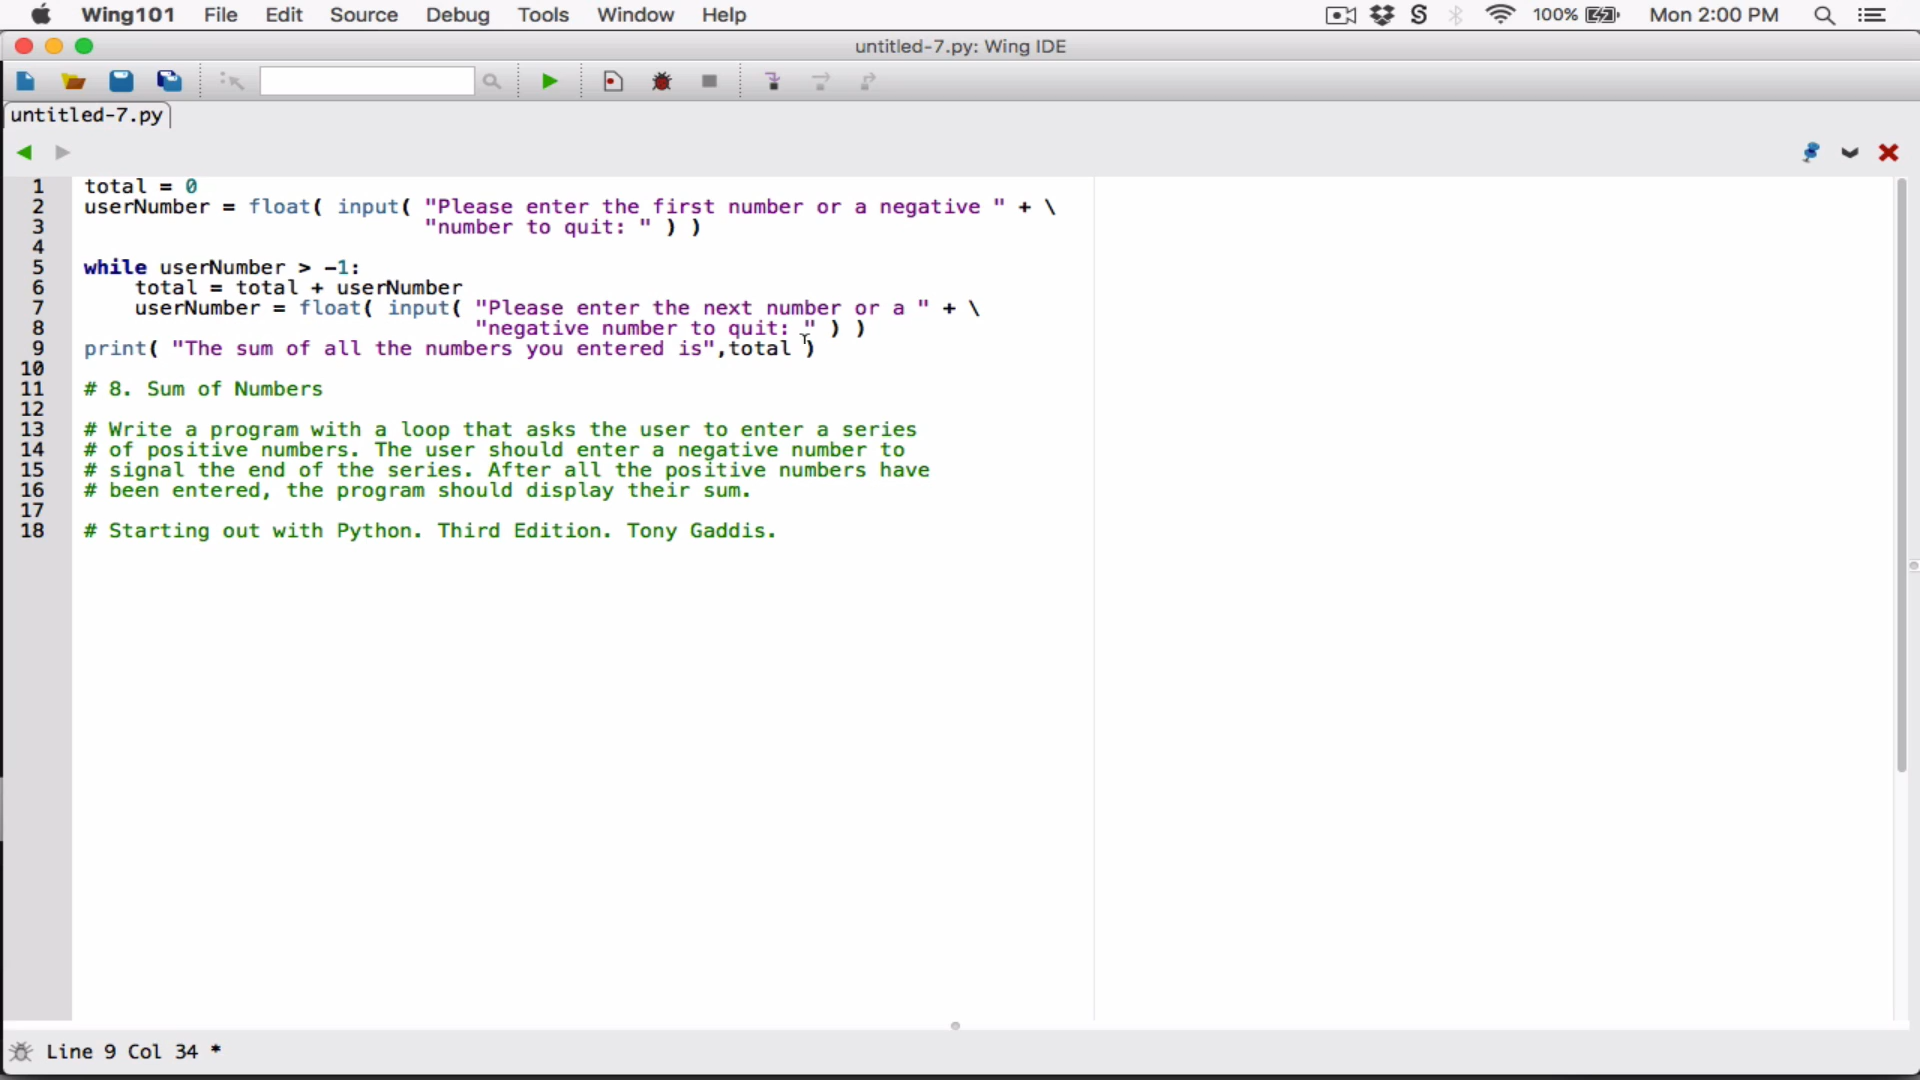 Wing101 File Edit Source Debug Tools Window Help 100% Mon 2:00 PM
untitled-7.py: Wing IDE
untitled-7.py
1 total = 0
2 userNumber = float( input( "Please enter the first number or a negative " + \
3 "number to quit: " ) )
4
5 while userNumber > -1:
6 total = total + userNumber
7 userNumber = float( input( "Please enter the next number or a " + \
8 "negative number to quit: " ) )
9 print( "The sum of all the numbers you entered is",total )
10
11 # 8. Sum of Numbers
12
13 # Write a program with a loop that asks the user to enter a series
14 # of positive numbers. The user should enter a negative number to
15 # signal the end of the series. After all the positive numbers have
16 # been entered, the program should display their sum.
17
18 # Starting out with Python. Third Edition. Tony Gaddis.
Line 9 Col 34 *